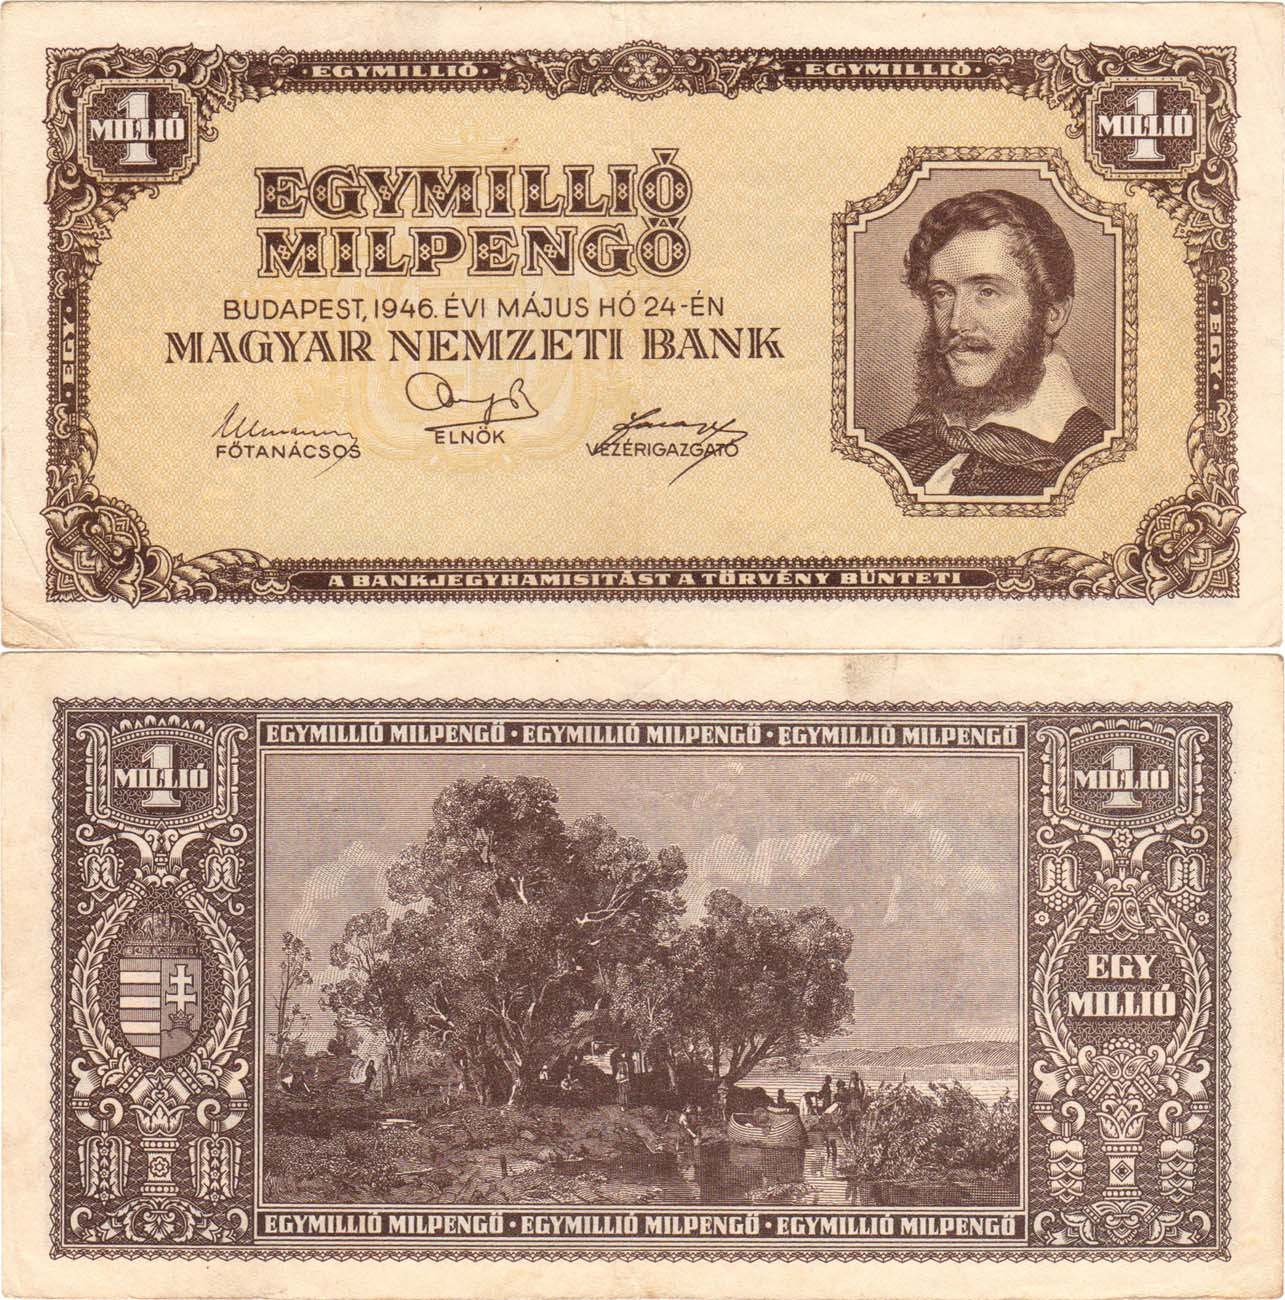 · EGYMILLIÓ · · EGYMILLIÓ ·
1 MILLIÓ 1 MILLIÓ
EGYMILLIÓ
MILPENGŐ
BUDAPEST, 1946. ÉVI MÁJUS HÓ 24-ÉN
MAGYAR NEMZETI BANK
FŐTANÁCSOS ELNÖK VEZÉRIGAZGATÓ
· EGY · · EGY ·
A BANKJEGYHAMISITÁST A TÖRVÉNY BÜNTETI
EGYMILLIÓ MILPENGŐ · EGYMILLIÓ MILPENGŐ · EGYMILLIÓ MILPENGŐ
1 MILLIÓ 1 MILLIÓ
EGY
MILLIÓ
EGYMILLIÓ MILPENGŐ · EGYMILLIÓ MILPENGŐ · EGYMILLIÓ MILPENGŐ